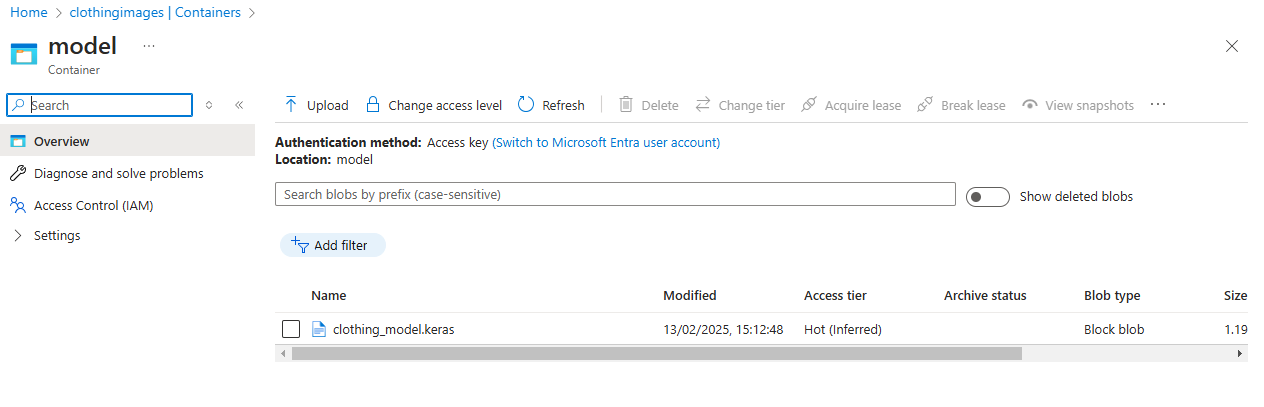 Home > clothingimages | Containers >
model ...
Container
Search
«
Upload Change access level Refresh Delete Change tier Acquire lease Break lease View snapshots ...
Overview
Diagnose and solve problems
Access Control (IAM)
Settings
Authentication method: Access key (Switch to Microsoft Entra user account)
Location: model
Search blobs by prefix (case-sensitive)
Show deleted blobs
Add filter
Name Modified Access tier Archive status Blob type Size
clothing_model.keras 13/02/2025, 15:12:48 Hot (Inferred) Block blob 1.19